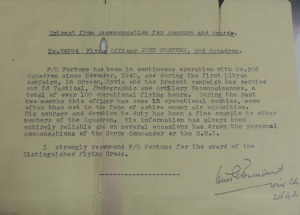 Extract from recommendation for honours and awards.
No.84964 Flying Officer JOHN FORTUNE, 208 Squadron.
F/O Fortune has been in continuous operation with No.208
Squadron since November, 1940, and during the first Libyan
campaign, in Greece, Syria and the present campaign has carried
out 52 Tactical, Photographic and Artillery Reconnaissances, a
total of over 100 operational flying hours. During the last
two months this officer has done 15 operational sorties, were
often than not in the face of active enemy air opposition.
His courage and devotion to duty has been a fine example to other
members of the Squadron. His information has always been
entirely reliable and on several occasions has drawn the personal
commendations of the Corps Commander or the B.G.S.
I strongly recommend F/O Fortune for the award of the
Distinguished Flying Cross.